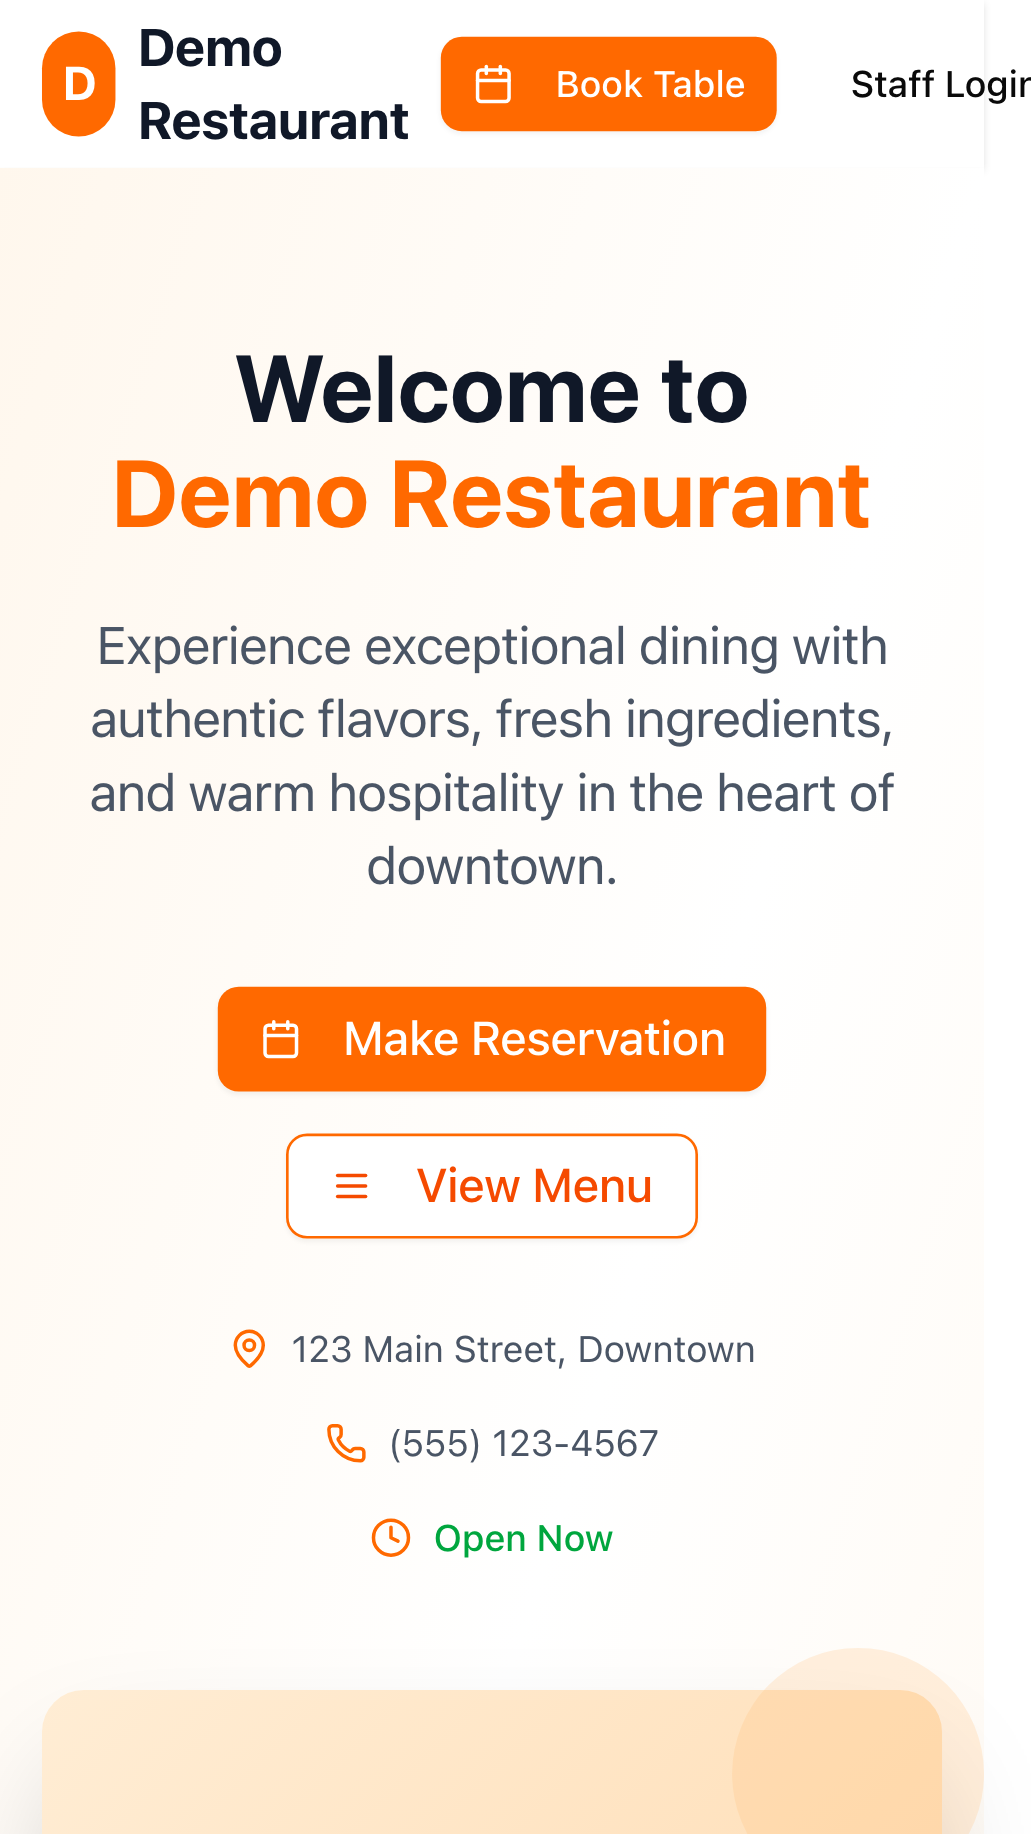 D
Demo
Restaurant
Book Table
Staff Login
Welcome to
Demo Restaurant
Experience exceptional dining with
authentic flavors, fresh ingredients,
and warm hospitality in the heart of
downtown.
Make Reservation
View Menu
123 Main Street, Downtown
(555) 123-4567
Open Now